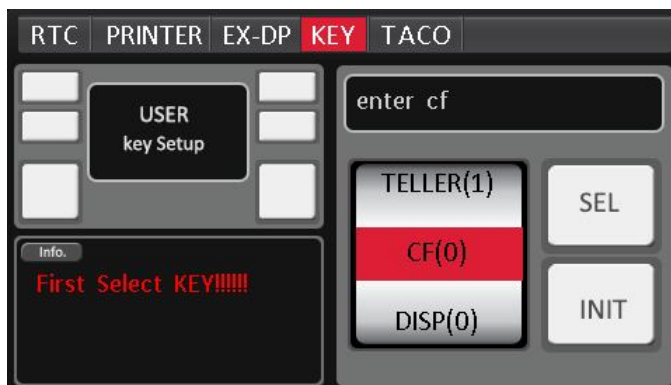 RTC PRINTER EX-DP KEY TACO
USER
key Setup
Info.
First Select KEY!!!!!!
enter cf
TELLER(1)
CF(0)
DISP(0)
SEL
INIT